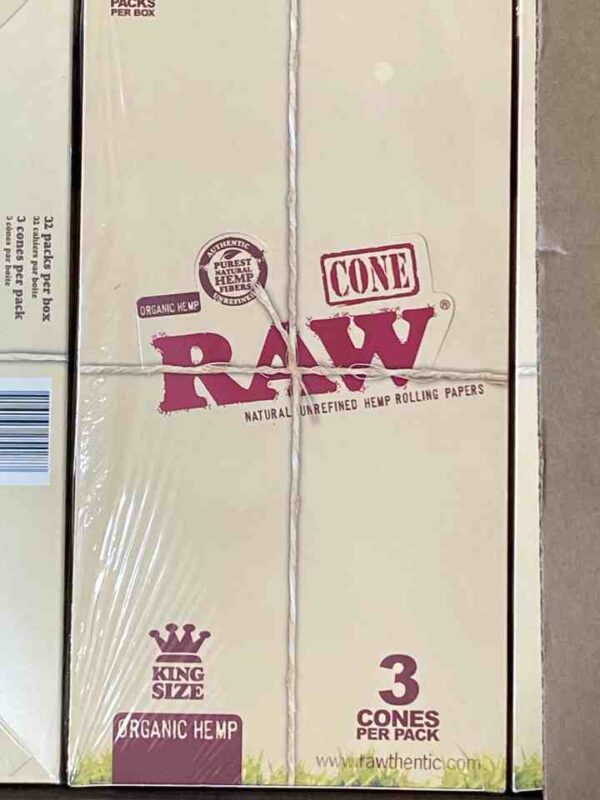 PACKS
PER BOX
32 packs per box
32 cahiers par boite
3 cones per pack
3 cônes par boite
AUTHENTIC
PUREST
NATURAL
HEMP
FIBERS
UNREFINED
CONE
ORGANIC HEMP
RAW®
NATURAL UNREFINED HEMP ROLLING PAPERS
KING
SIZE
ORGANIC HEMP
3
CONES
PER PACK
www.rawthentic.com